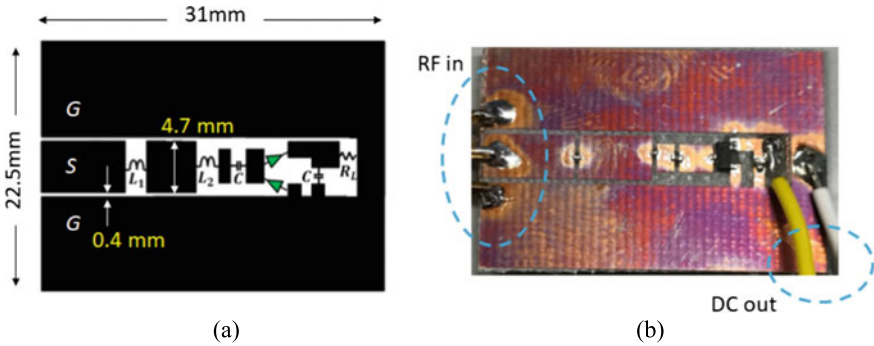 31mm
22.5mm
G
S
G
4.7 mm
0.4 mm
L1
L2
C
C
RL
RF in
DC out
(a)
(b)